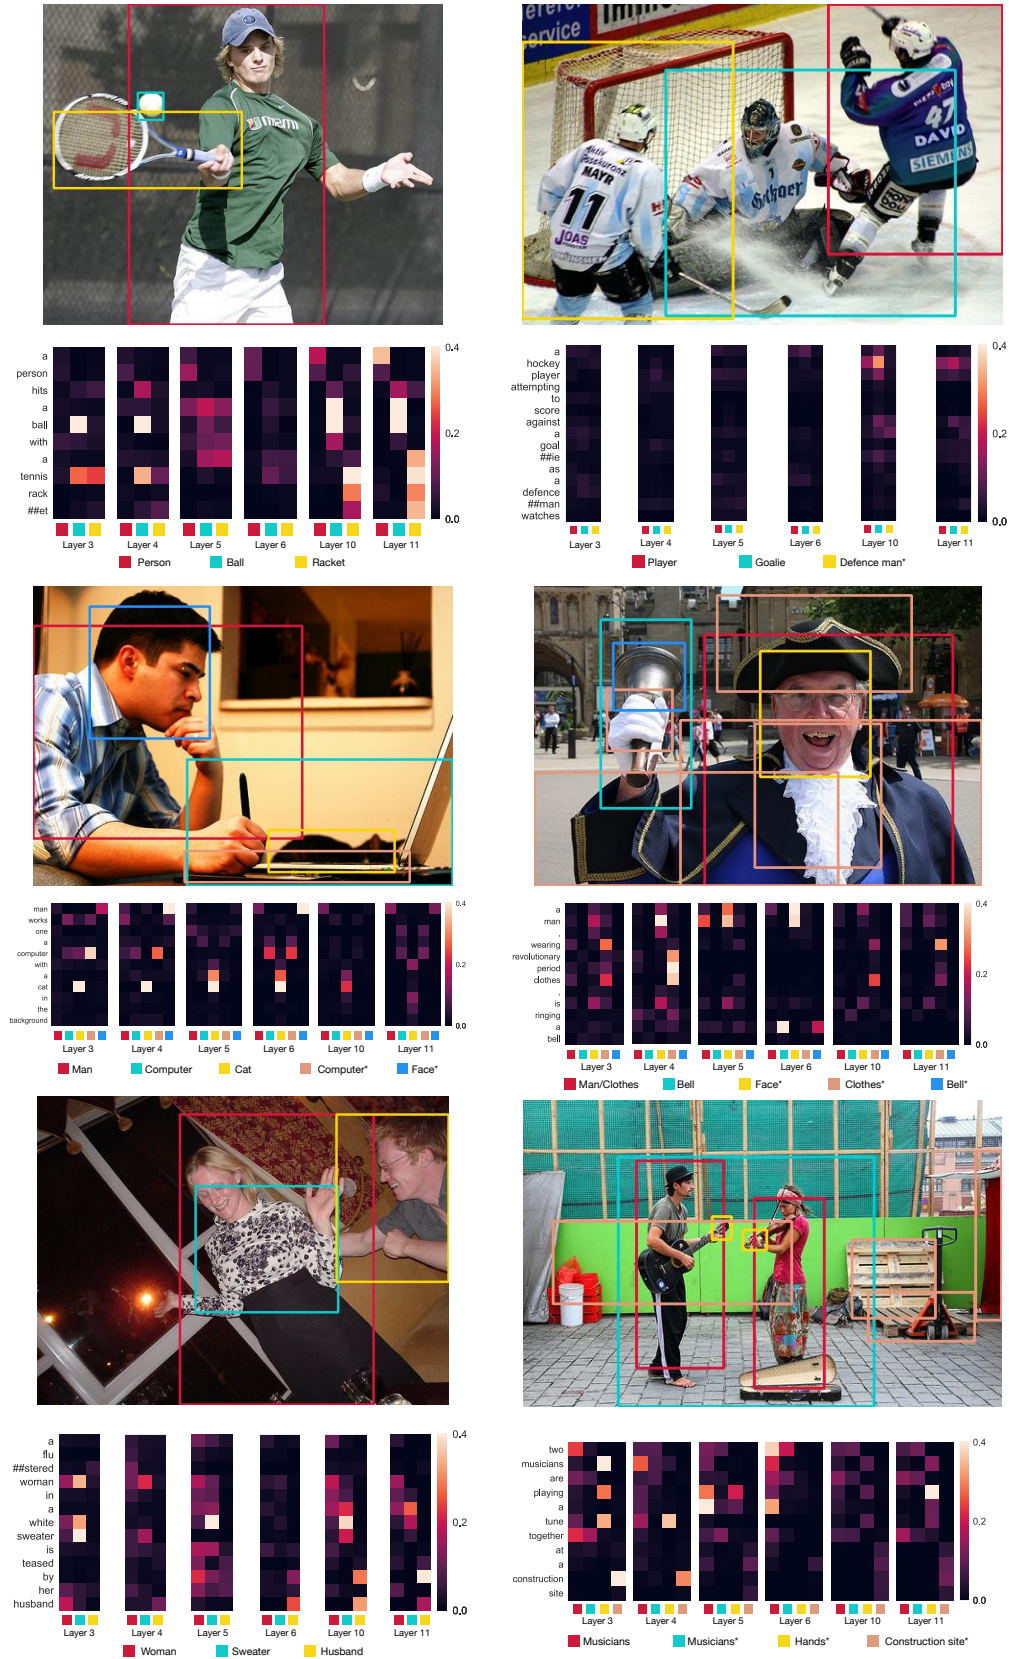 MIAMI
a
person
hits
a
ball
with
a
tennis
rack
##et
0.4
0.2
0.0
Layer 3
Layer 4
Layer 5
Layer 6
Layer 10
Layer 11
Person
Ball
Racket
service
MAYR
11
JOAS
Gothaer
1
47
DAVID
SIEMENS
a
hockey
player
attempting
to
score
against
a
goal
##ie
as
a
defence
##man
watches
0.4
0.2
0.0
Layer 3
Layer 4
Layer 5
Layer 6
Layer 10
Layer 11
Player
Goalie
Defence man*
man
works
one
a
computer
with
a
cat
in
the
background
0.4
0.2
0.0
Layer 3
Layer 4
Layer 5
Layer 6
Layer 10
Layer 11
Man
Computer
Cat
Computer*
Face*
a
man
,
wearing
revolutionary
period
clothes
,
is
ringing
a
bell
0.4
0.2
0.0
Layer 3
Layer 4
Layer 5
Layer 6
Layer 10
Layer 11
Man/Clothes
Bell
Face*
Clothes*
Bell*
a
flu
##stered
woman
in
a
white
sweater
is
teased
by
her
husband
0.4
0.2
0.0
Layer 3
Layer 4
Layer 5
Layer 6
Layer 10
Layer 11
Woman
Sweater
Husband
two
musicians
are
playing
a
tune
together
at
a
construction
site
0.4
0.2
0.0
Layer 3
Layer 4
Layer 5
Layer 6
Layer 10
Layer 11
Musicians
Musicians*
Hands*
Construction site*